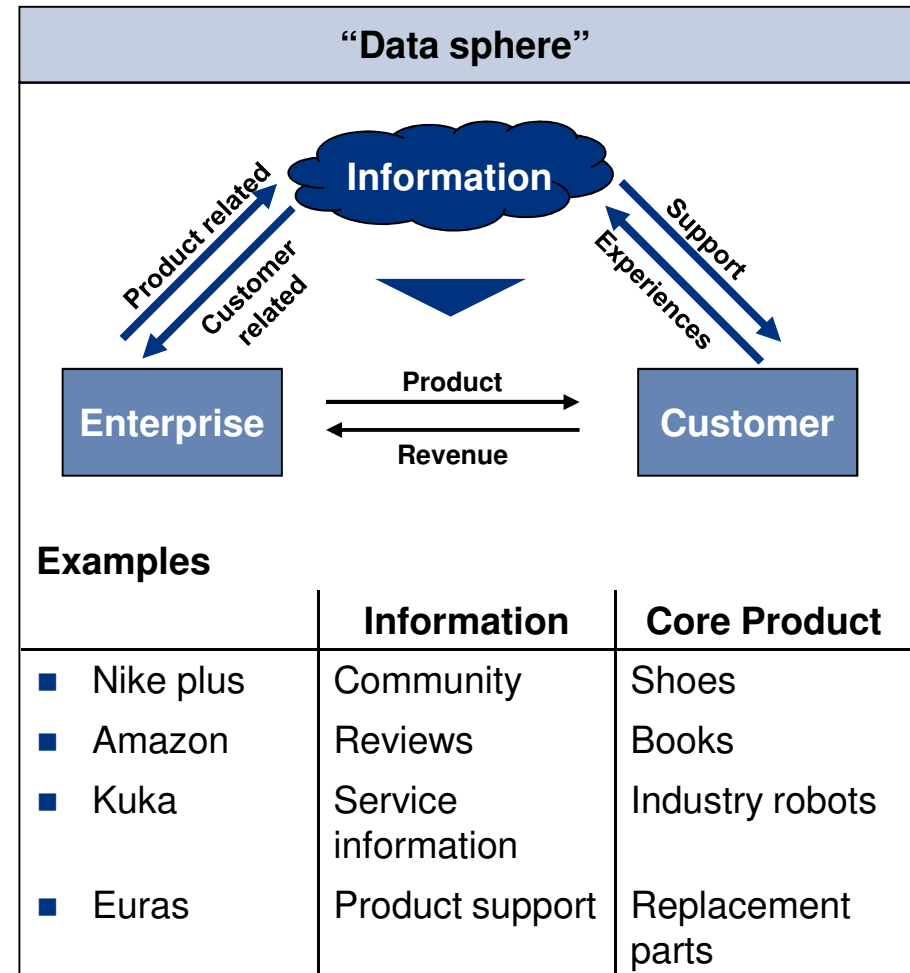 “Data sphere”
Information
Product related
Customer
related
Support
Experiences
Enterprise
Product
Revenue
Customer
Examples
Information Core Product
Nike plus Community Shoes
Amazon Reviews Books
Kuka Service Industry robots
information
Euras Product support Replacement
parts